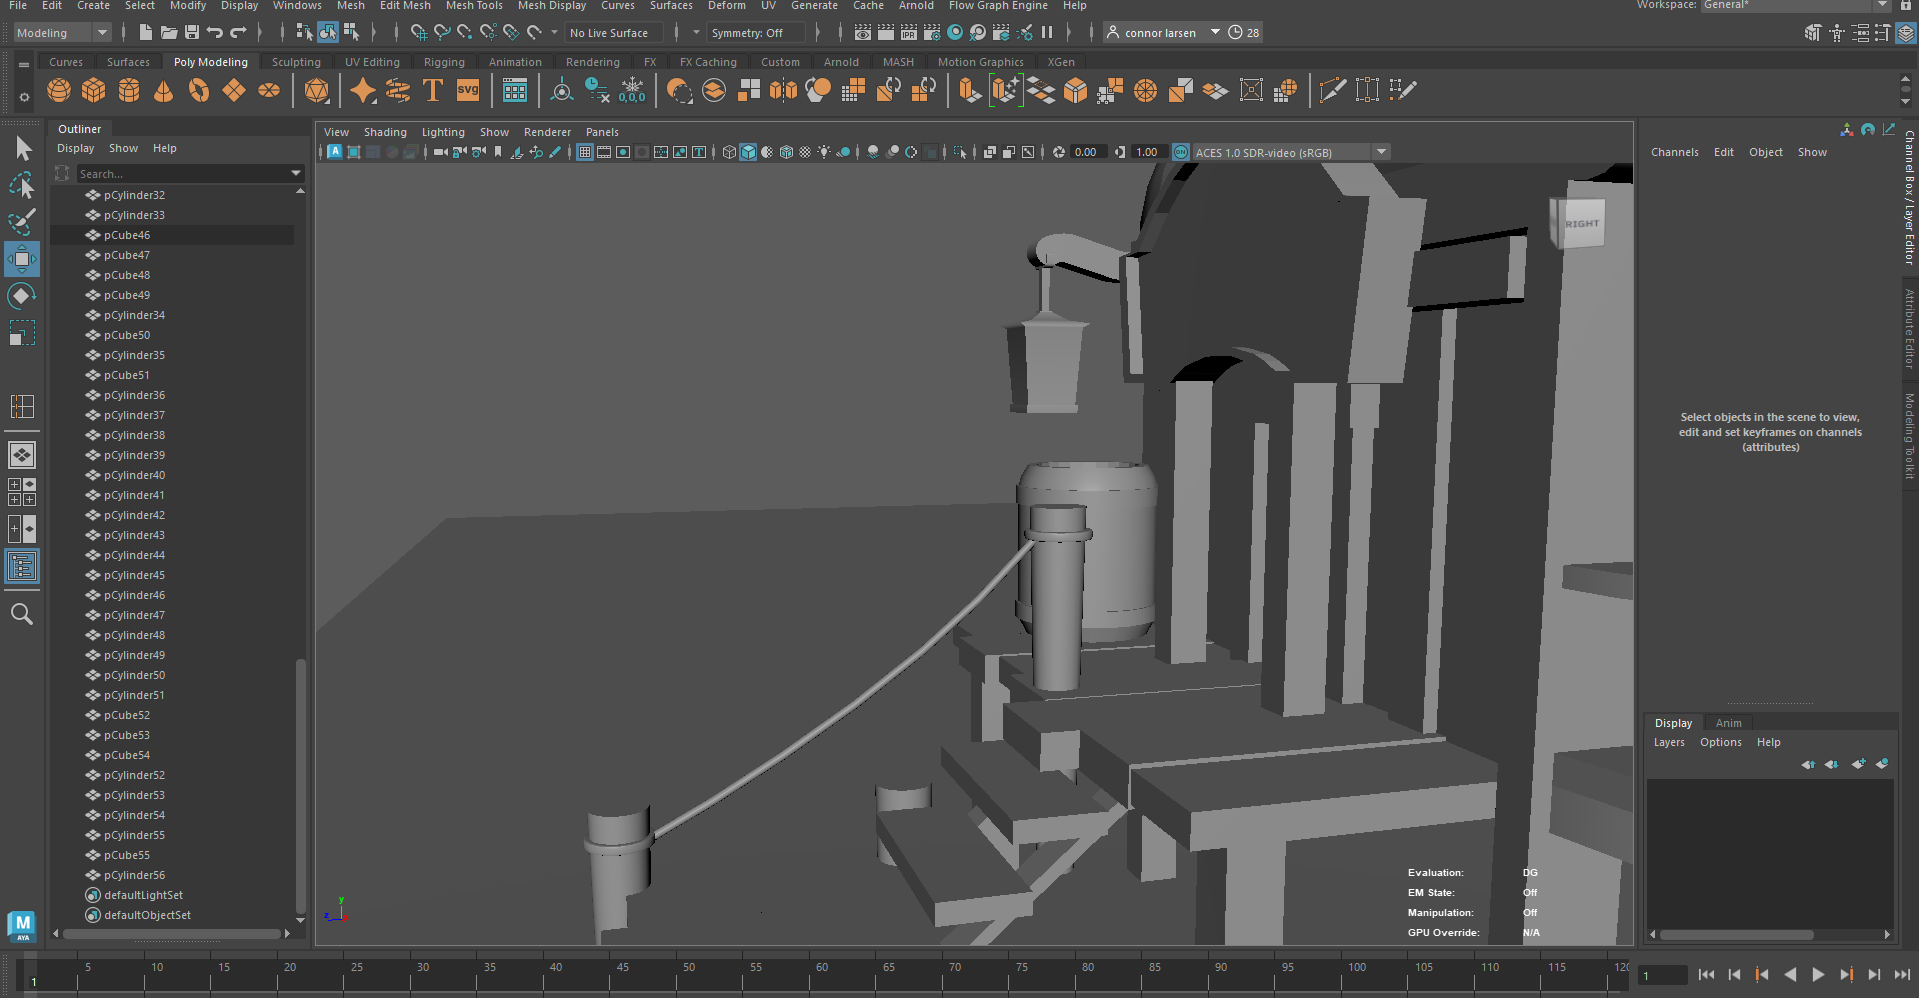 File Edit Create Select Modify Display Windows Mesh Edit Mesh Mesh Tools Mesh Display Curves Surfaces Deform UV Generate Cache Arnold Flow Graph Engine Help
Workspace: General*
Modeling
No Live Surface
Symmetry: Off
connor larsen
28
Curves Surfaces Poly Modeling Sculpting UV Editing Rigging Animation Rendering FX FX Caching Custom Arnold MASH Motion Graphics XGen
T
svg
0,0,0
IPR
Outliner
Display Show Help
Search...
pCylinder32
pCylinder33
pCube46
pCube47
pCube48
pCube49
pCylinder34
pCube50
pCylinder35
pCube51
pCylinder36
pCylinder37
pCylinder38
pCylinder39
pCylinder40
pCylinder41
pCylinder42
pCylinder43
pCylinder44
pCylinder45
pCylinder46
pCylinder47
pCylinder48
pCylinder49
pCylinder50
pCylinder51
pCube52
pCube53
pCube54
pCylinder52
pCylinder53
pCylinder54
pCylinder55
pCube55
pCylinder56
defaultLightSet
defaultObjectSet
M
AYA
View Shading Lighting Show Renderer Panels
A
0.00
1.00
ON
ACES 1.0 SDR-video (sRGB)
RIGHT
Evaluation: DG
EM State: Off
Manipulation: Off
GPU Override: N/A
y
z
x
Channels Edit Object Show
Select objects in the scene to view,
edit and set keyframes on channels
(attributes)
Channel Box / Layer Editor
Attribute Editor
Modeling Toolkit
Display Anim
Layers Options Help
1
5 10 15 20 25 30 35 40 45 50 55 60 65 70 75 80 85 90 95 100 105 110 115 120
1